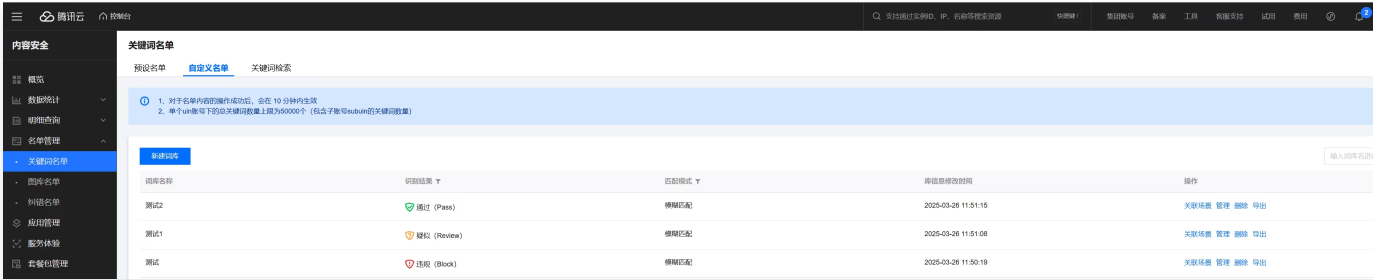 腾讯云 控制台 支持通过实例ID、IP、名称等搜索资源 快捷键/ 集团账号 备案 工具 客服支持 试用 费用 2
内容安全
概览
数据统计
明细查询
名单管理
关键词名单
图库名单
纠错名单
应用管理
服务体验
套餐包管理
关键词名单
预设名单 自定义名单 关键词检索
1、对于名单内容的操作成功后，会在 10 分钟内生效
2、单个uin账号下的总关键词数量上限为50000个（包含子账号subuin的关键词数量）
新建词库 输入词库名进
词库名称 识别结果 匹配模式 库信息修改时间 操作
测试2 通过（Pass） 模糊匹配 2025-03-26 11:51:15 关联场景 管理 删除 导出
测试1 疑似（Review） 模糊匹配 2025-03-26 11:51:08 关联场景 管理 删除 导出
测试 违规（Block） 模糊匹配 2025-03-26 11:50:19 关联场景 管理 删除 导出